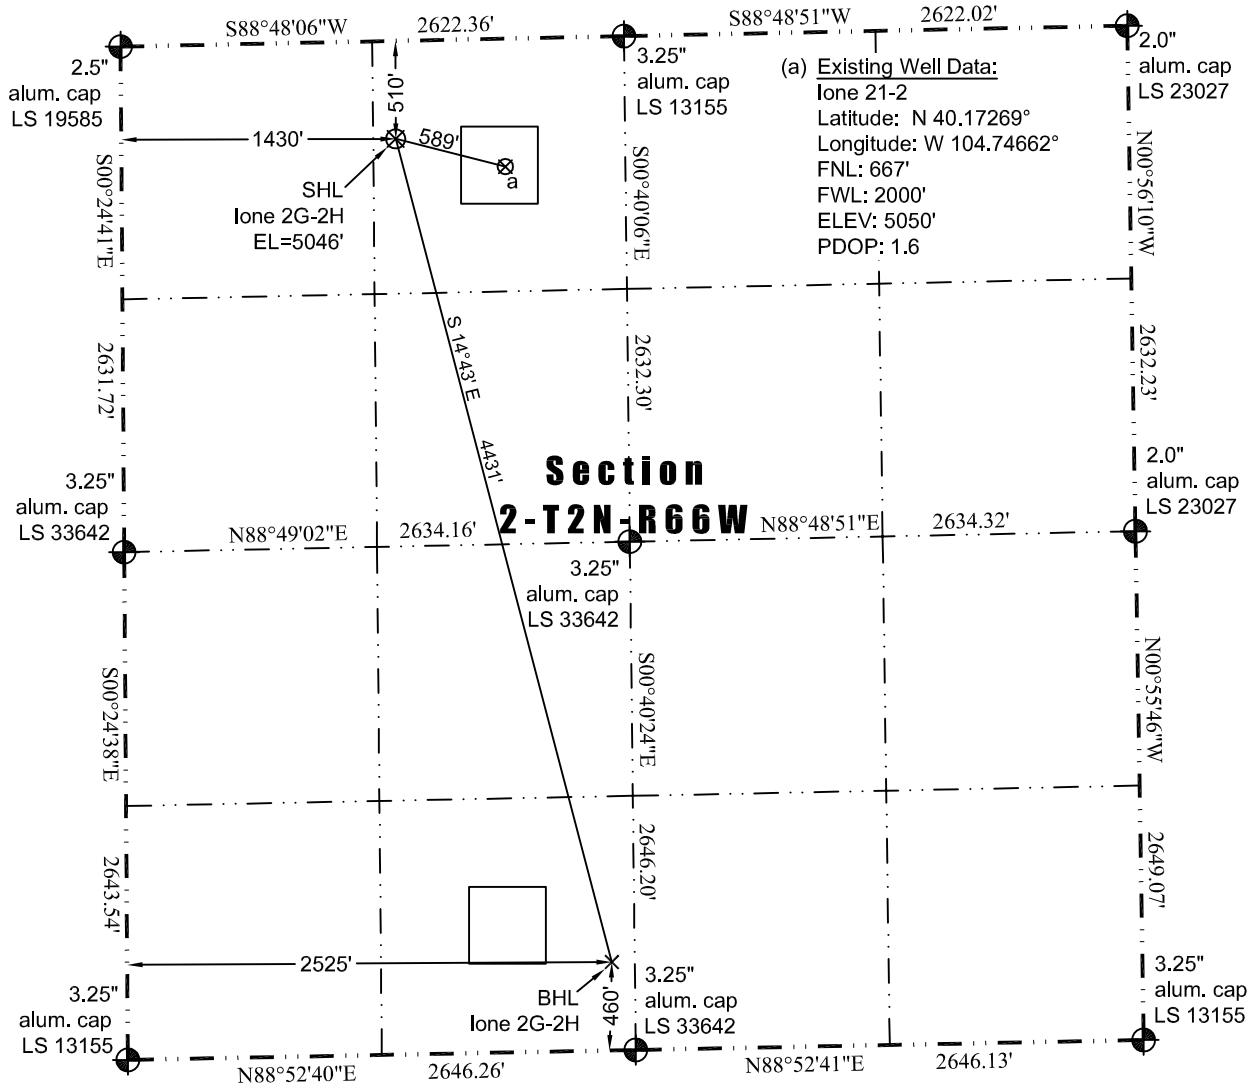 S88°48'06"W 2622.36' S88°48'51"W 2622.02'
2.5"
alum. cap
LS 19585
3.25"
alum. cap
LS 13155
2.0"
alum. cap
LS 23027
(a) Existing Well Data:
Ione 21-2
Latitude: N 40.17269°
Longitude: W 104.74662°
FNL: 667'
FWL: 2000'
ELEV: 5050'
PDOP: 1.6
510'
1430'
589'
a
SHL
Ione 2G-2H
EL=5046'
S00°24'41"E
S00°40'06"E
N00°56'10"W
2631.72'
S 14°43' E
4431'
2632.30'
2632.23'
Section
2-T2N-R66W
3.25"
alum. cap
LS 33642
2.0"
alum. cap
LS 23027
N88°49'02"E 2634.16' N88°48'51"E 2634.32'
3.25"
alum. cap
LS 33642
S00°24'38"E
S00°40'24"E
N00°55'46"W
2643.54'
2646.20'
2649.07'
2525'
460'
BHL
Ione 2G-2H
3.25"
alum. cap
LS 13155
3.25"
alum. cap
LS 33642
3.25"
alum. cap
LS 13155
N88°52'40"E 2646.26' N88°52'41"E 2646.13'